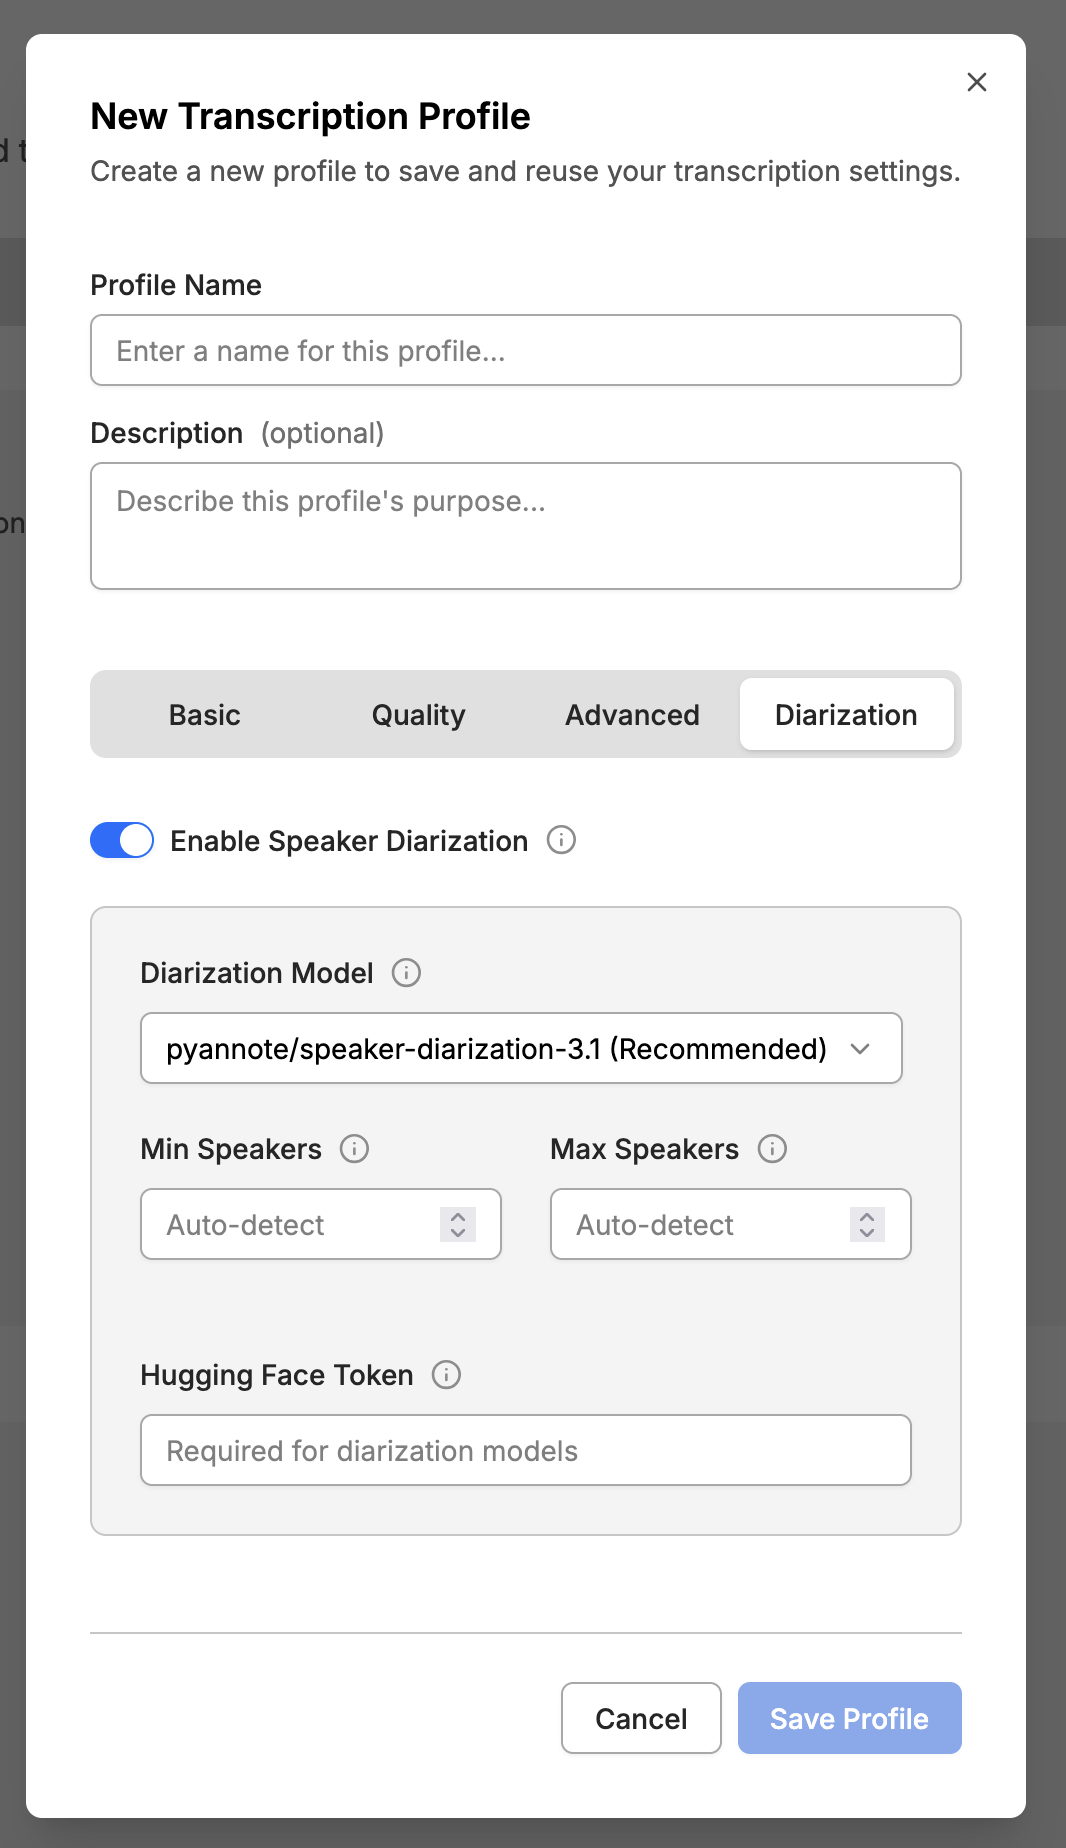 New Transcription Profile
Create a new profile to save and reuse your transcription settings.
Profile Name
Enter a name for this profile...
Description (optional)
Describe this profile's purpose...
Basic Quality Advanced Diarization
Enable Speaker Diarization
Diarization Model
pyannote/speaker-diarization-3.1 (Recommended)
Min Speakers Max Speakers
Auto-detect Auto-detect
Hugging Face Token
Required for diarization models
Cancel Save Profile